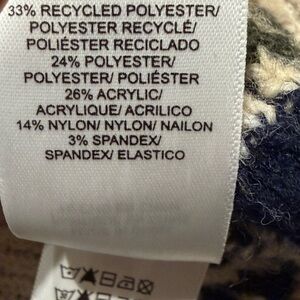 33% RECYCLED POLYESTER/
POLYESTER RECYCLÉ/
POLIÉSTER RECICLADO
24% POLYESTER/
POLYESTER/ POLIÉSTER
26% ACRYLIC/
ACRYLIQUE/ ACRILICO
14% NYLON/ NYLON/ NAILON
3% SPANDEX/
SPANDEX/ ELASTICO